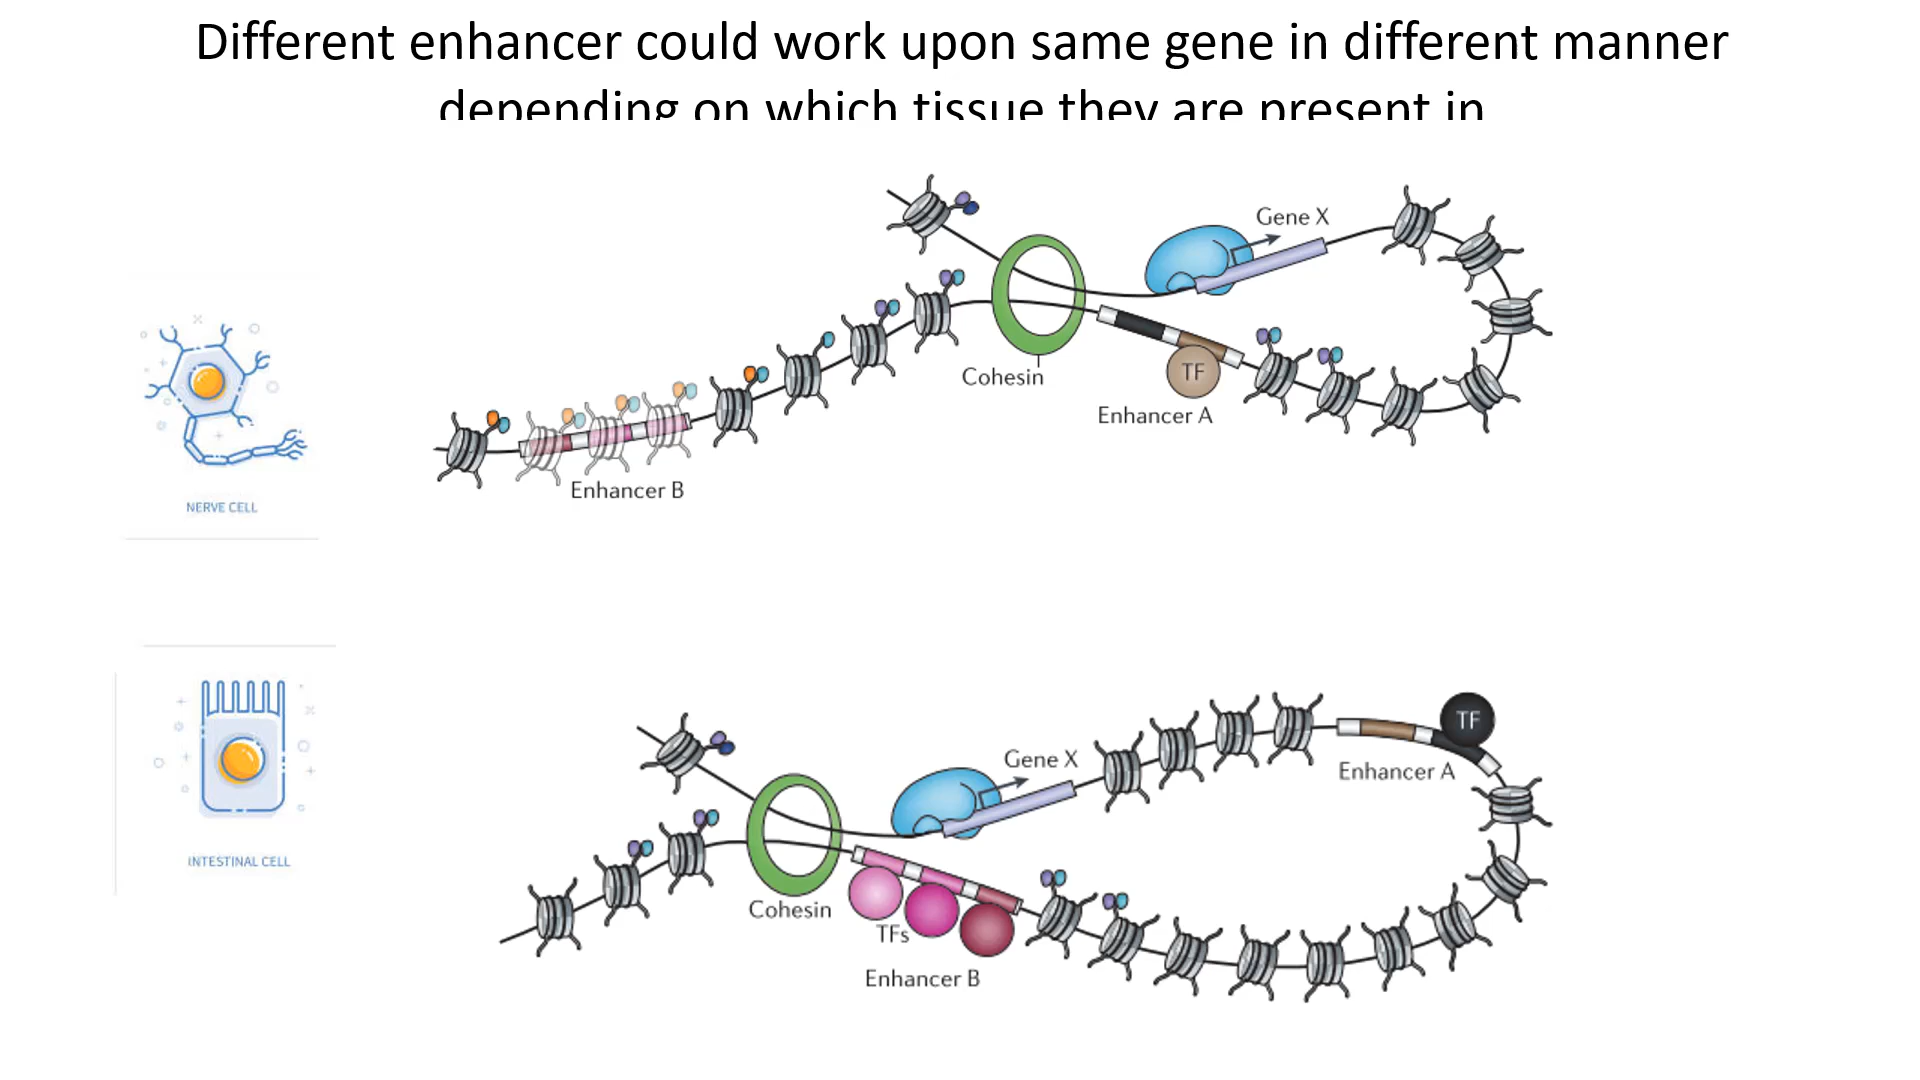 Different enhancer could work upon same gene in different manner
depending on which tissue they are present in
Gene X
Cohesin
TF
Enhancer A
Enhancer B
NERVE CELL
TF
Gene X
Enhancer A
INTESTINAL CELL
Cohesin
TFs
Enhancer B